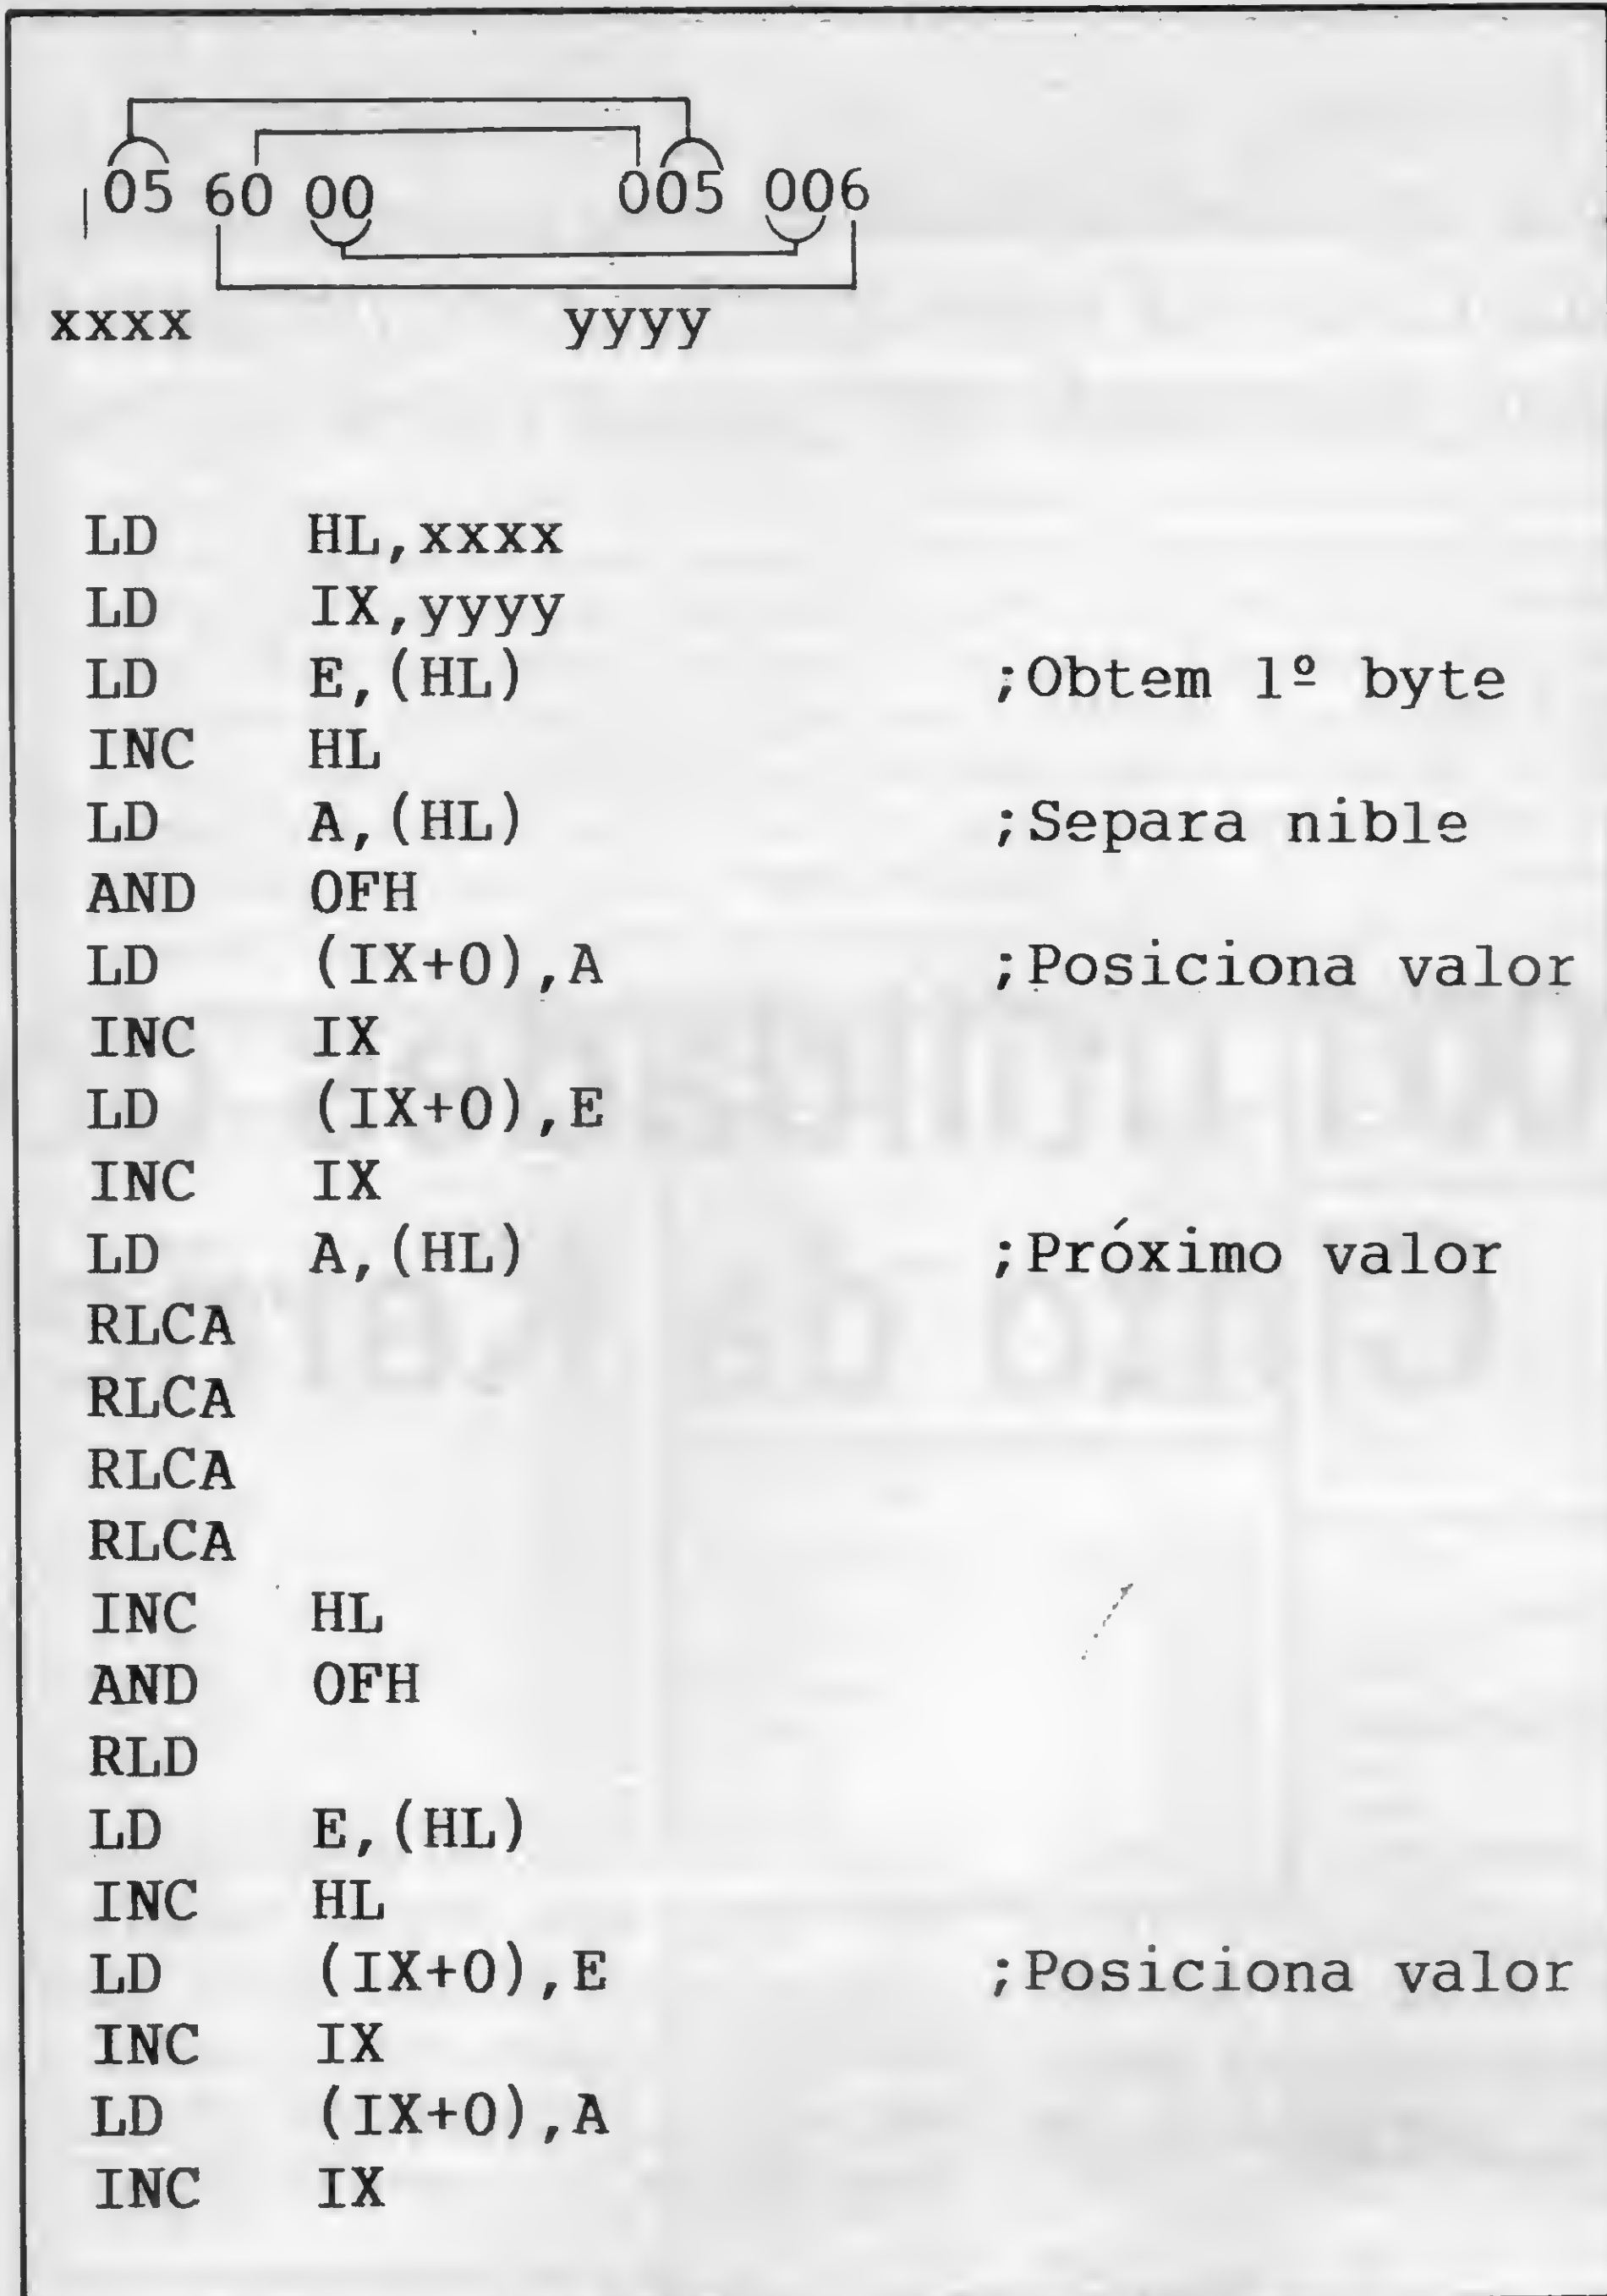 05 60 00 005 006
xxxx yyyy
LD HL,xxxx
LD IX,yyyy
LD E,(HL) ;Obtem 1º byte
INC HL
LD A,(HL) ;Separa nible
AND OFH
LD (IX+0),A ;Posiciona valor
INC IX
LD (IX+0),E
INC IX
LD A,(HL) ;Próximo valor
RLCA
RLCA
RLCA
RLCA
INC HL
AND OFH
RLD
LD E,(HL)
INC HL
LD (IX+0),E ;Posiciona valor
INC IX
LD (IX+0),A
INC IX